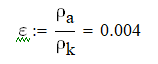 ε := ρa / ρk = 0.004